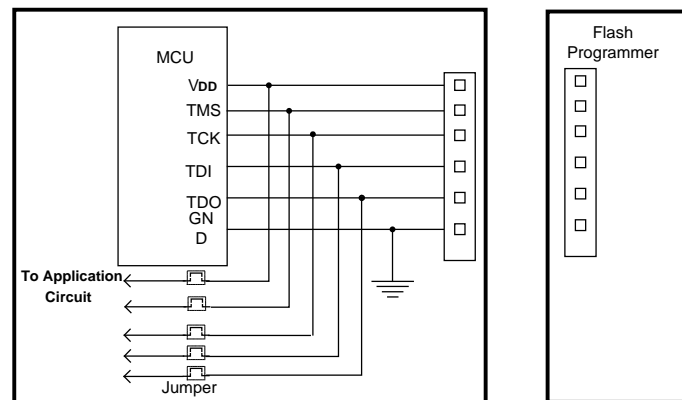 MCU
VDD
TMS
TCK
TDI
TDO
GN
D
To Application
Circuit
Jumper
Flash
Programmer